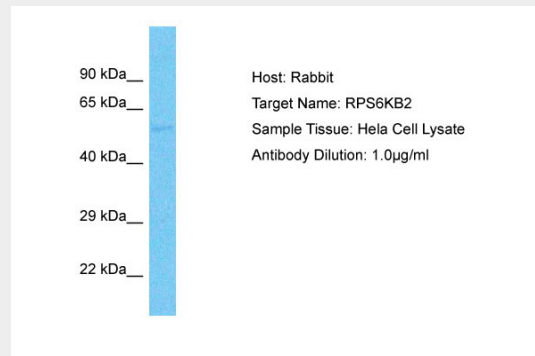 90 kDa__
65 kDa__
40 kDa__
29 kDa__
22 kDa__
Host: Rabbit
Target Name: RPS6KB2
Sample Tissue: Hela Cell Lysate
Antibody Dilution: 1.0µg/ml